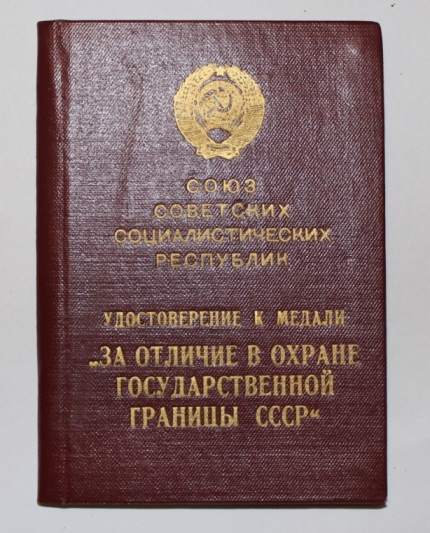 СОЮЗ
СОВЕТСКИХ
СОЦИАЛИСТИЧЕСКИХ
РЕСПУБЛИК
УДОСТОВЕРЕНИЕ К МЕДАЛИ
„ЗА ОТЛИЧИЕ В ОХРАНЕ
ГОСУДАРСТВЕННОЙ
ГРАНИЦЫ СССР“